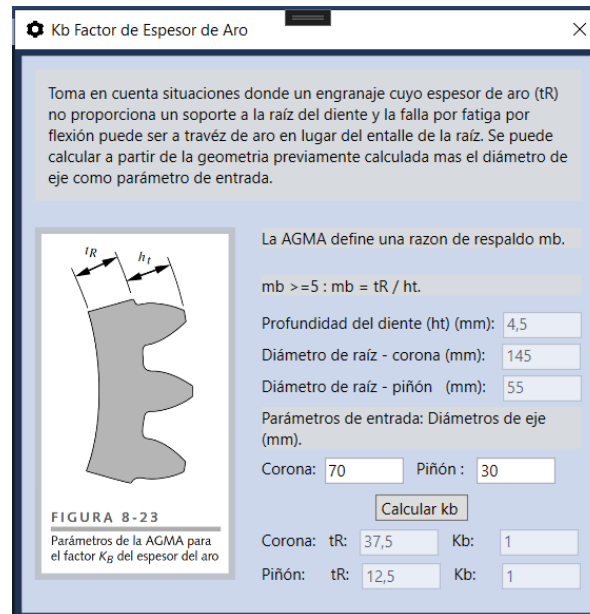 Kb Factor de Espesor de Aro
Toma en cuenta situaciones donde un engranaje cuyo espesor de aro (tR)
no proporciona un soporte a la raíz del diente y la falla por fatiga por
flexión puede ser a travéz de aro en lugar del entalle de la raíz. Se puede
calcular a partir de la geometria previamente calculada mas el diámetro de
eje como parámetro de entrada.
tR
ht
FIGURA 8-23
Parámetros de la AGMA para
el factor KB del espesor del aro
La AGMA define una razon de respaldo mb.
mb >=5 : mb = tR / ht.
Profundidad del diente (ht) (mm): 4,5
Diámetro de raíz - corona (mm): 145
Diámetro de raíz - piñón (mm): 55
Parámetros de entrada: Diámetros de eje
(mm).
Corona: 70 Piñón : 30
Calcular kb
Corona: tR: 37,5 Kb: 1
Piñón: tR: 12,5 Kb: 1